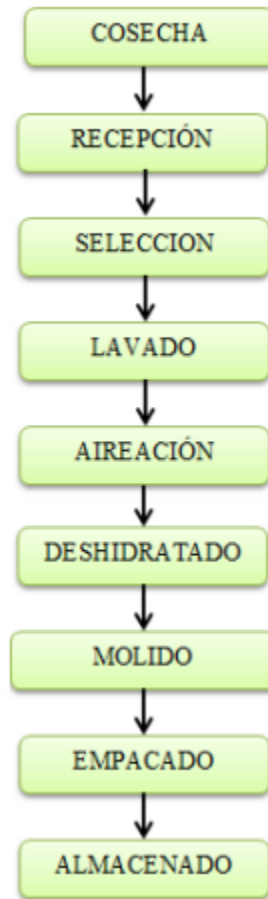 COSECHA
RECEPCIÓN
SELECCION
LAVADO
AIREACIÓN
DESHIDRATADO
MOLIDO
EMPACADO
ALMACENADO